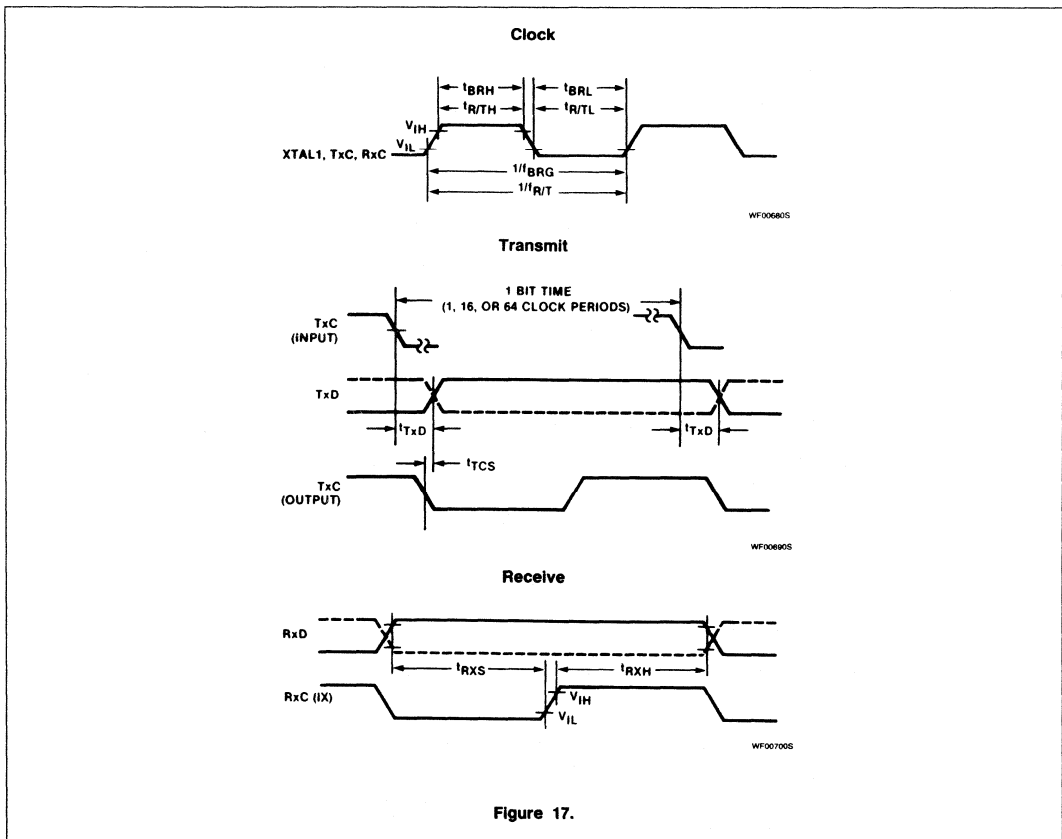 Clock
tBRH tBRL
tR/TH tR/TL
VIH
VIL
XTAL1, TxC, RxC
1/fBRG
1/fR/T
WF00680S
Transmit
1 BIT TIME
(1, 16, OR 64 CLOCK PERIODS)
TxC
(INPUT)
TxD
tTxD tTxD
tTCS
TxC
(OUTPUT)
WF00690S
Receive
RxD
tRXS tRXH
RxC (IX)
VIH
VIL
WF00700S
Figure 17.